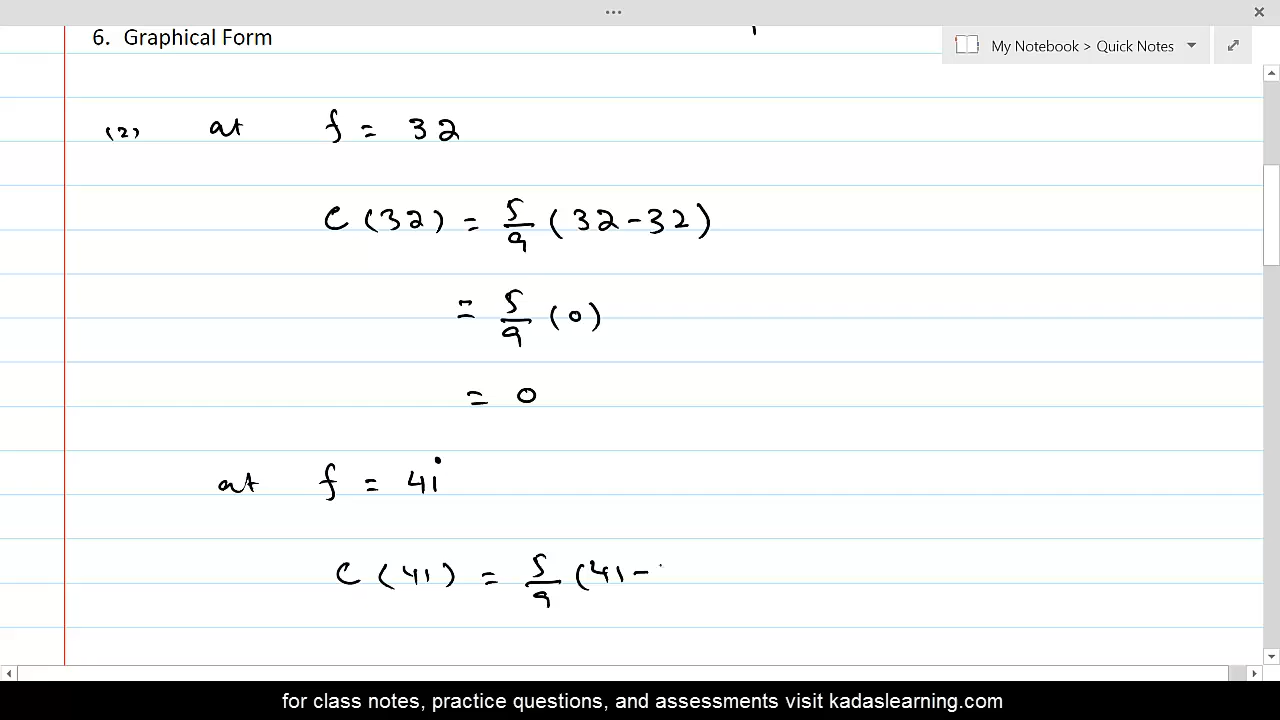 6. Graphical Form
My Notebook > Quick Notes
(2) at f = 32
C (32) = 5/9 (32-32)
= 5/9 (0)
= 0
at f = 41
C (41) = 5/9 (41-
for class notes, practice questions, and assessments visit kadaslearning.com